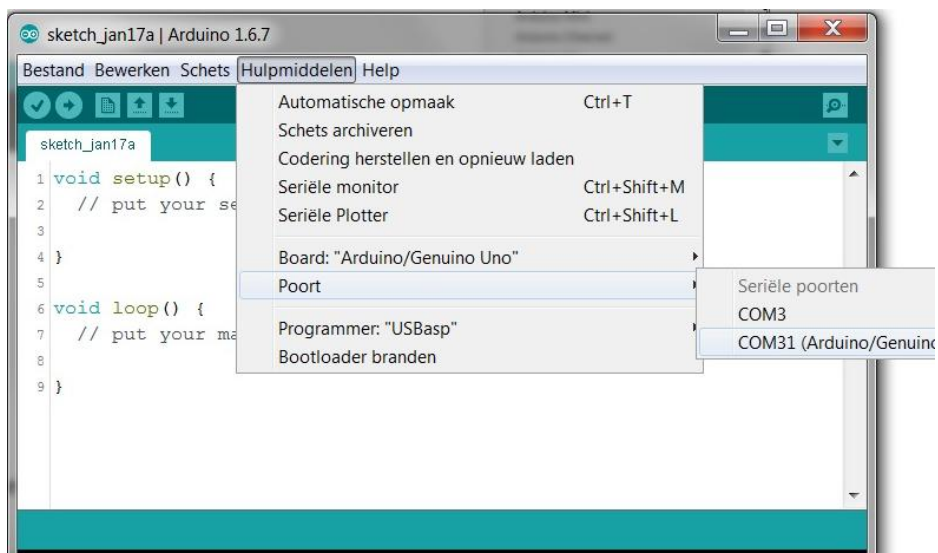 sketch_jan17a | Arduino 1.6.7
Bestand Bewerken Schets Hulpmiddelen Help
sketch_jan17a
1 void setup() {
2 // put your se
3
4 }
5
6 void loop() {
7 // put your ma
8
9 }
Automatische opmaak Ctrl+T
Schets archiveren
Codering herstellen en opnieuw laden
Seriële monitor Ctrl+Shift+M
Seriële Plotter Ctrl+Shift+L
Board: "Arduino/Genuino Uno"
Poort
Programmer: "USBasp"
Bootloader branden
Seriële poorten
COM3
COM31 (Arduino/Genuino